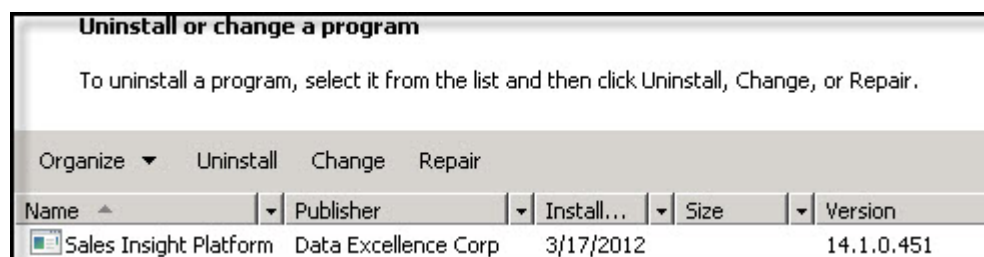 Uninstall or change a program
To uninstall a program, select it from the list and then click Uninstall, Change, or Repair.
Organize Uninstall Change Repair
Name Publisher Install... Size Version
Sales Insight Platform Data Excellence Corp 3/17/2012 14.1.0.451